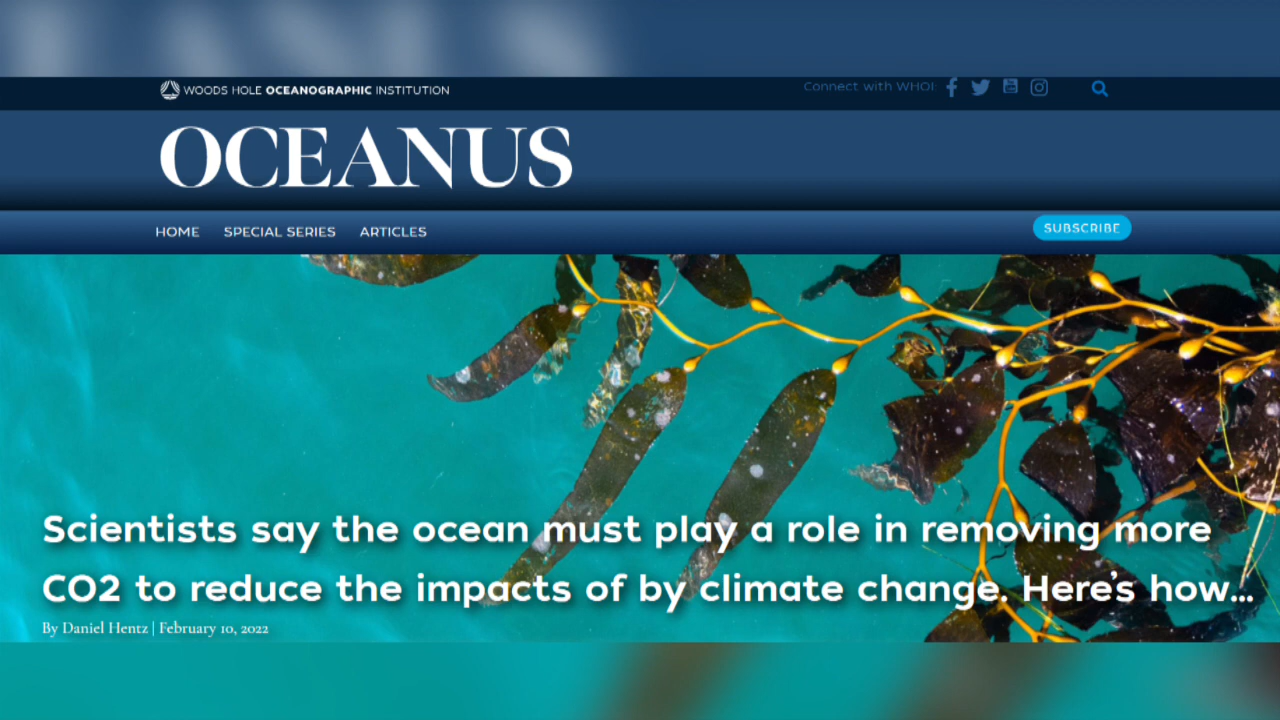 WOODS HOLE OCEANOGRAPHIC INSTITUTION
Connect with WHOI:
OCEANUS
HOME SPECIAL SERIES ARTICLES
SUBSCRIBE
Scientists say the ocean must play a role in removing more
CO2 to reduce the impacts of by climate change. Here's how...
By Daniel Hentz | February 10, 2022